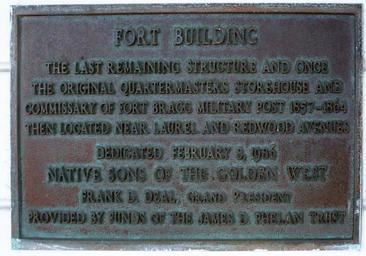 FORT BUILDING
THE LAST REMAINING STRUCTURE AND ONCE
THE ORIGINAL QUARTERMASTERS STOREHOUSE AND
COMMISSARY OF FORT BRAGG MILITARY POST 1857-1864
THEN LOCATED NEAR LAUREL AND REDWOOD AVENUES
DEDICATED FEBRUARY 8, 1986
NATIVE SONS OF THE GOLDEN WEST
FRANK D. DEAL, GRAND PRESIDENT
PROVIDED BY FUNDS OF THE JAMES D. PHELAN TRUST